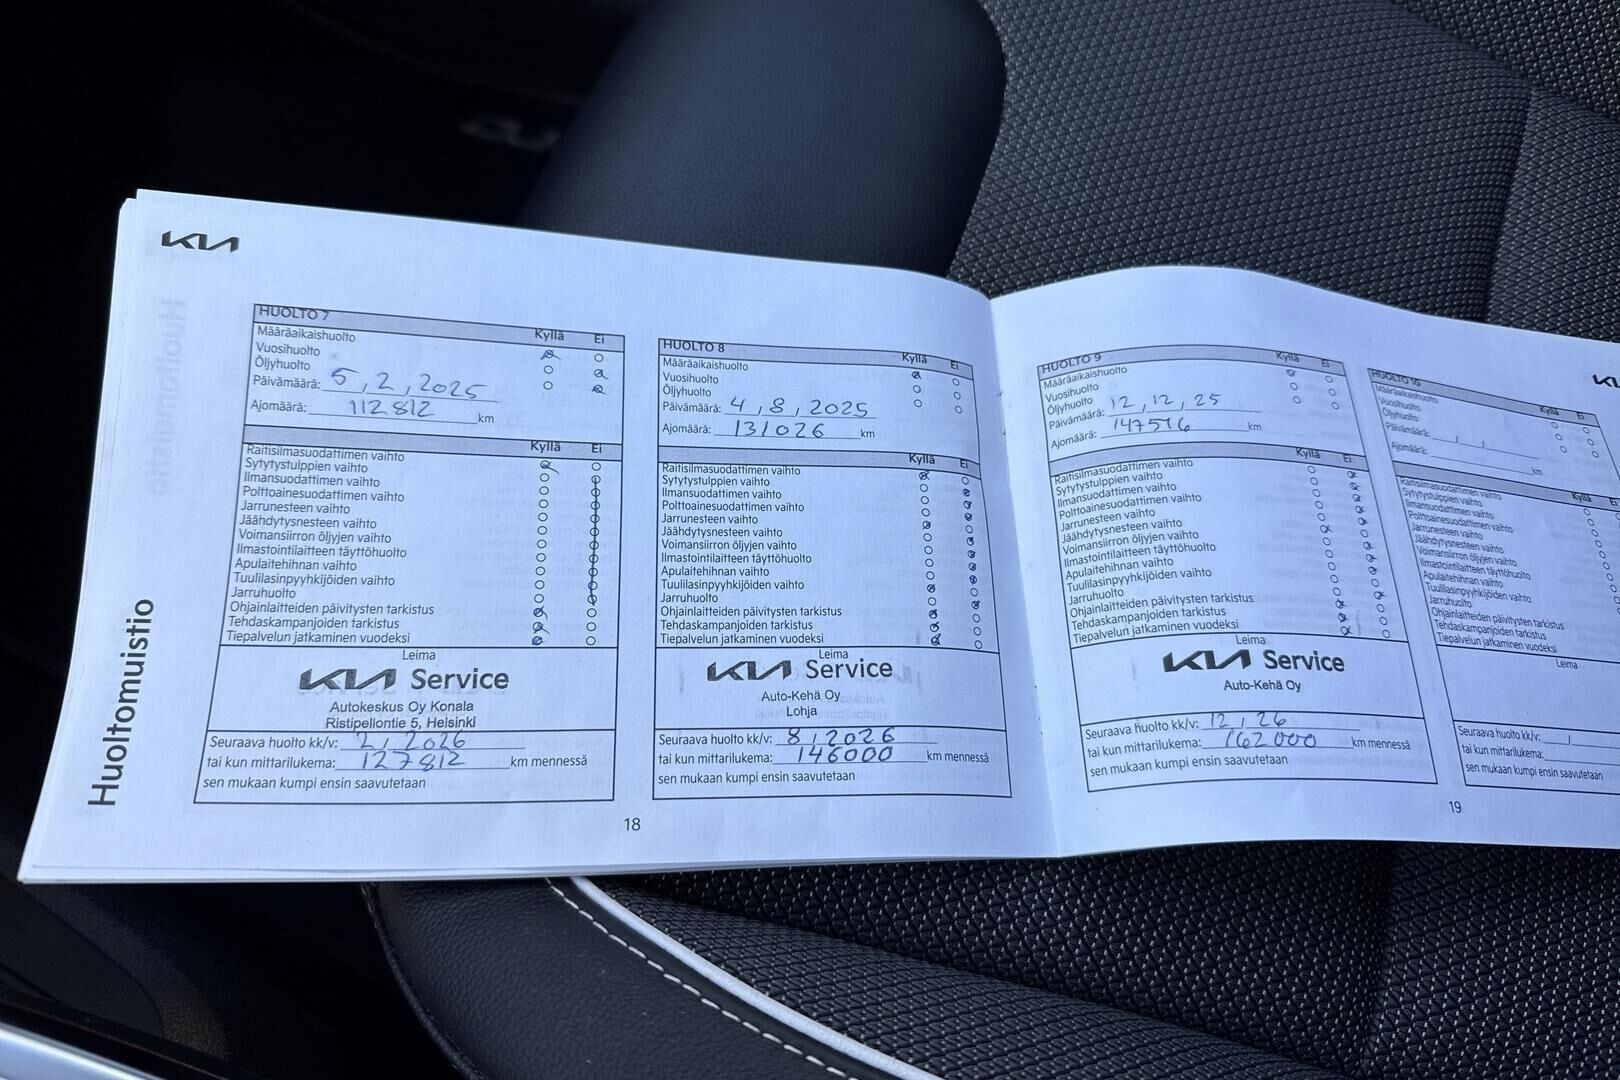 KIA
Huoltomuistio
HUOLTO 7
Kyllä Ei
Määräaikaishuolto
Vuosihuolto
Öljyhuolto
Päivämäärä: 5,2,2025
Ajomäärä: 112812 km
Kyllä Ei
Raitisilmasuodattimen vaihto
Sytytystulppien vaihto
Ilmansuodattimen vaihto
Polttoainesuodattimen vaihto
Jarrunesteen vaihto
Jäähdytysnesteen vaihto
Voimansiirron öljyjen vaihto
Ilmastointilaitteen täyttöhuolto
Apulaitehihnan vaihto
Tuulilasinpyyhkijöiden vaihto
Jarruhuolto
Ohjainlaitteiden päivitysten tarkistus
Tehdaskampanjoiden tarkistus
Tiepalvelun jatkaminen vuodeksi
Leima
KIA Service
Autokeskus Oy Konala
Ristipellontie 5, Helsinki
Seuraava huolto kk/v: 2, 2026
tai kun mittarilukema: 127812 km mennessä
sen mukaan kumpi ensin saavutetaan
HUOLTO 8
Kyllä Ei
Määräaikaishuolto
Vuosihuolto
Öljyhuolto
Päivämäärä: 4,8,2025
Ajomäärä: 131026 km
Kyllä Ei
Raitisilmasuodattimen vaihto
Sytytystulppien vaihto
Ilmansuodattimen vaihto
Polttoainesuodattimen vaihto
Jarrunesteen vaihto
Jäähdytysnesteen vaihto
Voimansiirron öljyjen vaihto
Ilmastointilaitteen täyttöhuolto
Apulaitehihnan vaihto
Tuulilasinpyyhkijöiden vaihto
Jarruhuolto
Ohjainlaitteiden päivitysten tarkistus
Tehdaskampanjoiden tarkistus
Tiepalvelun jatkaminen vuodeksi
Leima
KIA Service
Auto-Kehä Oy
Lohja
Seuraava huolto kk/v: 8,2026
tai kun mittarilukema: 146000 km mennessä
sen mukaan kumpi ensin saavutetaan
18
HUOLTO 9
Kyllä Ei
Määräaikaishuolto
Vuosihuolto
Öljyhuolto
Päivämäärä: 12,12,25
Ajomäärä: 147516 km
Kyllä Ei
Raitisilmasuodattimen vaihto
Sytytystulppien vaihto
Ilmansuodattimen vaihto
Polttoainesuodattimen vaihto
Jarrunesteen vaihto
Jäähdytysnesteen vaihto
Voimansiirron öljyjen vaihto
Ilmastointilaitteen täyttöhuolto
Apulaitehihnan vaihto
Tuulilasinpyyhkijöiden vaihto
Jarruhuolto
Ohjainlaitteiden päivitysten tarkistus
Tehdaskampanjoiden tarkistus
Tiepalvelun jatkaminen vuodeksi
Leima
KIA Service
Auto-Kehä Oy
Seuraava huolto kk/v: 12,26
tai kun mittarilukema: 162000 km mennessä
sen mukaan kumpi ensin saavutetaan
HUOLTO 10
Kyllä Ei
Määräaikaishuolto
Vuosihuolto
Öljyhuolto
Päivämäärä:
Ajomäärä: km
Kyllä Ei
Raitisilmasuodattimen vaihto
Sytytystulppien vaihto
Ilmansuodattimen vaihto
Polttoainesuodattimen vaihto
Jarrunesteen vaihto
Jäähdytysnesteen vaihto
Voimansiirron öljyjen vaihto
Ilmastointilaitteen täyttöhuolto
Apulaitehihnan vaihto
Tuulilasinpyyhkijöiden vaihto
Jarruhuolto
Ohjainlaitteiden päivitysten tarkistus
Tehdaskampanjoiden tarkistus
Tiepalvelun jatkaminen vuodeksi
Leima
Seuraava huolto kk/v:
tai kun mittarilukema:
sen mukaan kumpi ensin saavutetaan
19